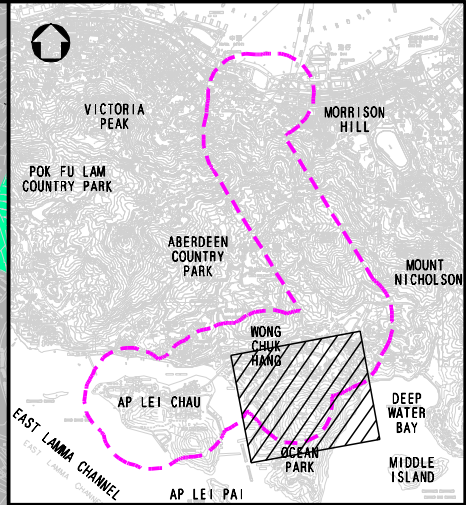 VICTORIA
PEAK
MORRISON
HILL
POK FU LAM
COUNTRY PARK
ABERDEEN
COUNTRY
PARK
MOUNT
NICHOLSON
WONG
CHUK
HANG
AP LEI CHAU
DEEP
WATER
BAY
EAST LAMMA CHANNEL
OCEAN
PARK
MIDDLE
ISLAND
AP LEI PAI